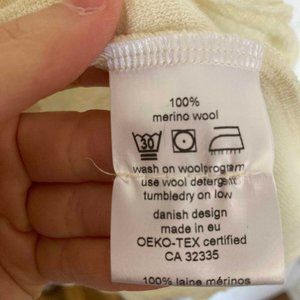 100%
merino wool
30
wash on woolprogram
use wool detergent
tumbledry on low
danish design
made in eu
OEKO-TEX certified
CA 32335
100% laine mérinos